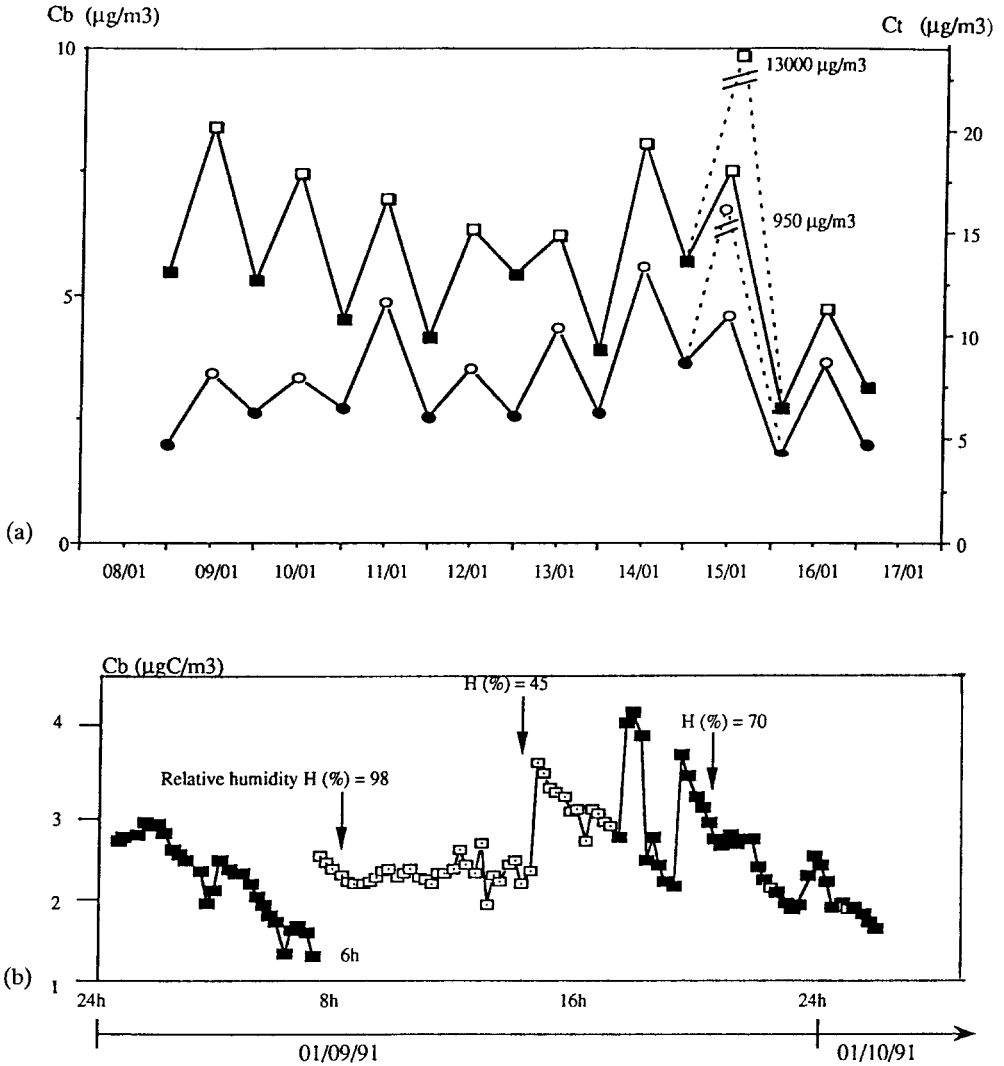 Cb (µg/m3)
Ct (µg/m3)
10
5
0
20
15
10
5
0
13000 µg/m3
950 µg/m3
(a)
08/01 09/01 10/01 11/01 12/01 13/01 14/01 15/01 16/01 17/01
Cb (µgC/m3)
H (%) = 45
H (%) = 70
Relative humidity H (%) = 98
4
3
2
1
6h
(b)
24h 8h 16h 24h
01/09/91 01/10/91